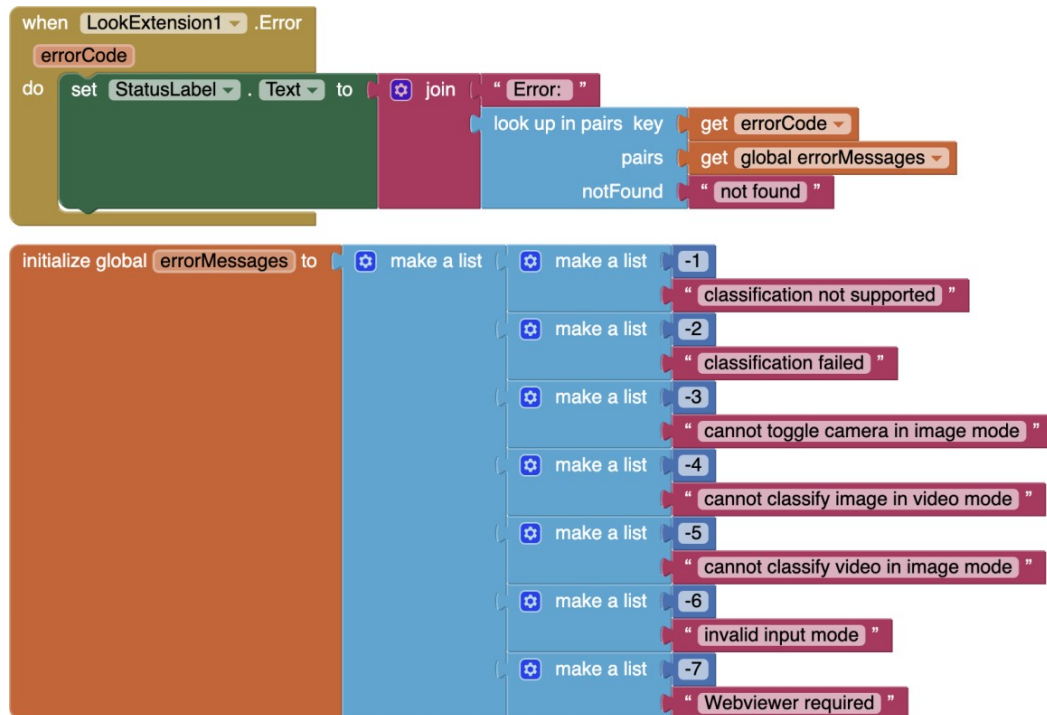 when LookExtension1 .Error
errorCode
do set StatusLabel . Text to join " Error: "
look up in pairs key get errorCode
pairs get global errorMessages
notFound " not found "
initialize global errorMessages to make a list make a list -1
" classification not supported "
make a list -2
" classification failed "
make a list -3
" cannot toggle camera in image mode "
make a list -4
" cannot classify image in video mode "
make a list -5
" cannot classify video in image mode "
make a list -6
" invalid input mode "
make a list -7
" Webviewer required "